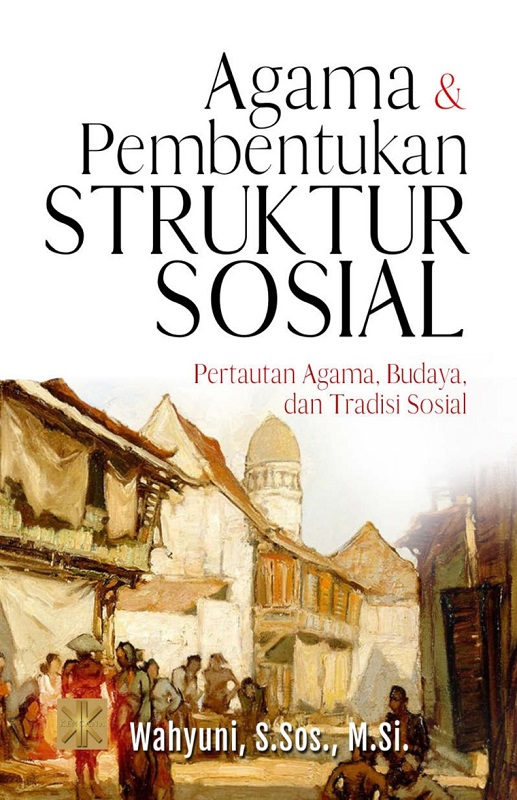 Agama &
Pembentukan
STRUKTUR
SOSIAL
Pertautan Agama, Budaya,
dan Tradisi Sosial
Wahyuni, S.Sos., M.Si.